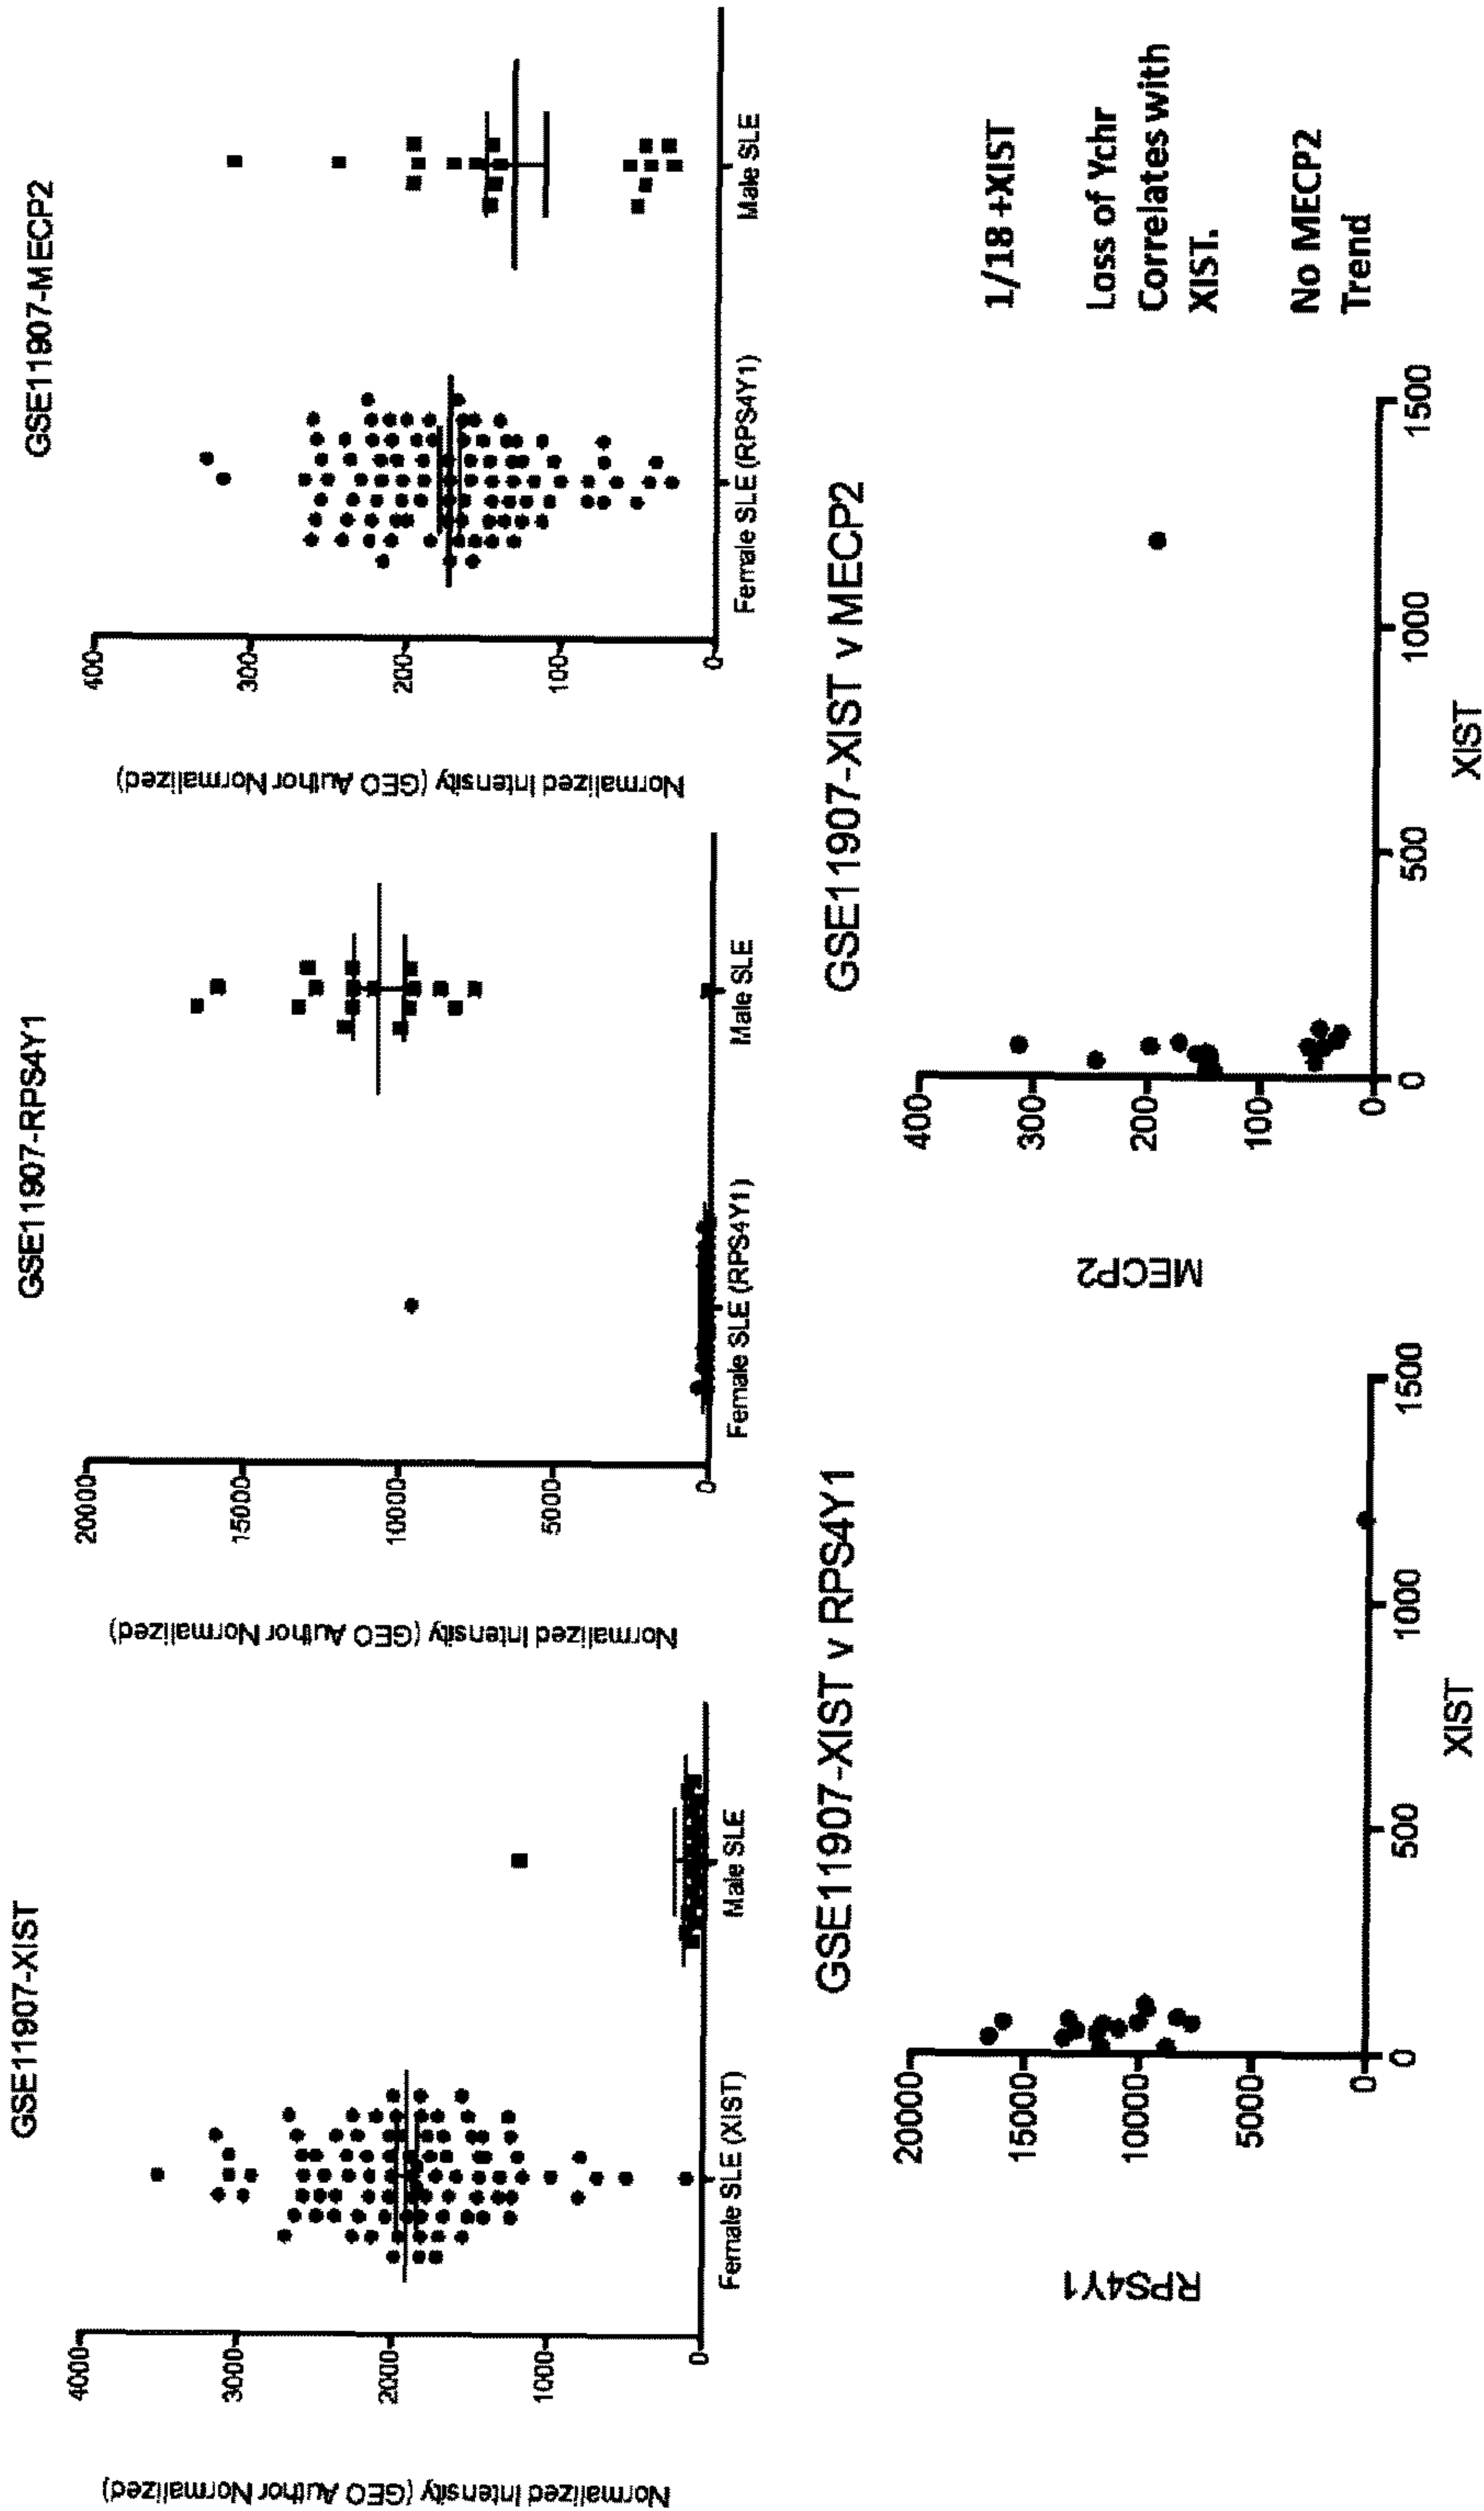 GSE11907-XIST
Normalized Intensity (GEO Author Normalized)
4000
3000
2000
1000
0
Female SLE (XIST)
Male SLE
GSE11907-RPS4Y1
Normalized Intensity (GEO Author Normalized)
20000
15000
10000
5000
0
Female SLE (RPS4Y1)
Male SLE
GSE11907-MECP2
Normalized Intensity (GEO Author Normalized)
400
300
200
100
0
Female SLE (RPS4Y1)
Male SLE
GSE11907-XIST v RPS4Y1
RPS4Y1
20000
15000
10000
5000
0
0
500
1000
1500
XIST
GSE11907-XIST v MECP2
MECP2
400
300
200
100
0
0
500
1000
1500
XIST
1/18 +XIST
Loss of Ychr
Correlates with
XIST.
No MECP2
Trend